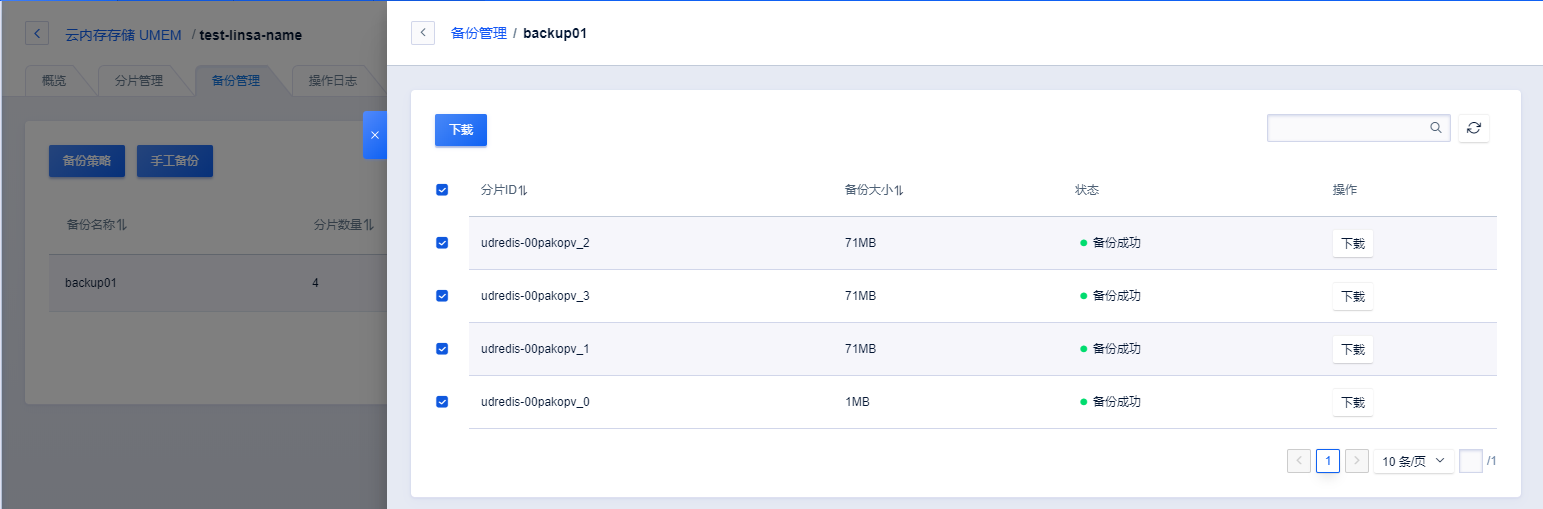 云内存存储 UMEM / test-linsa-name
概览 分片管理 备份管理 操作日志
备份策略 手工备份
备份名称 分片数量
backup01 4
备份管理 / backup01
下载
分片ID 备份大小 状态 操作
udredis-00pakopv_2 71MB 备份成功 下载
udredis-00pakopv_3 71MB 备份成功 下载
udredis-00pakopv_1 71MB 备份成功 下载
udredis-00pakopv_0 1MB 备份成功 下载
1 10 条/页 /1